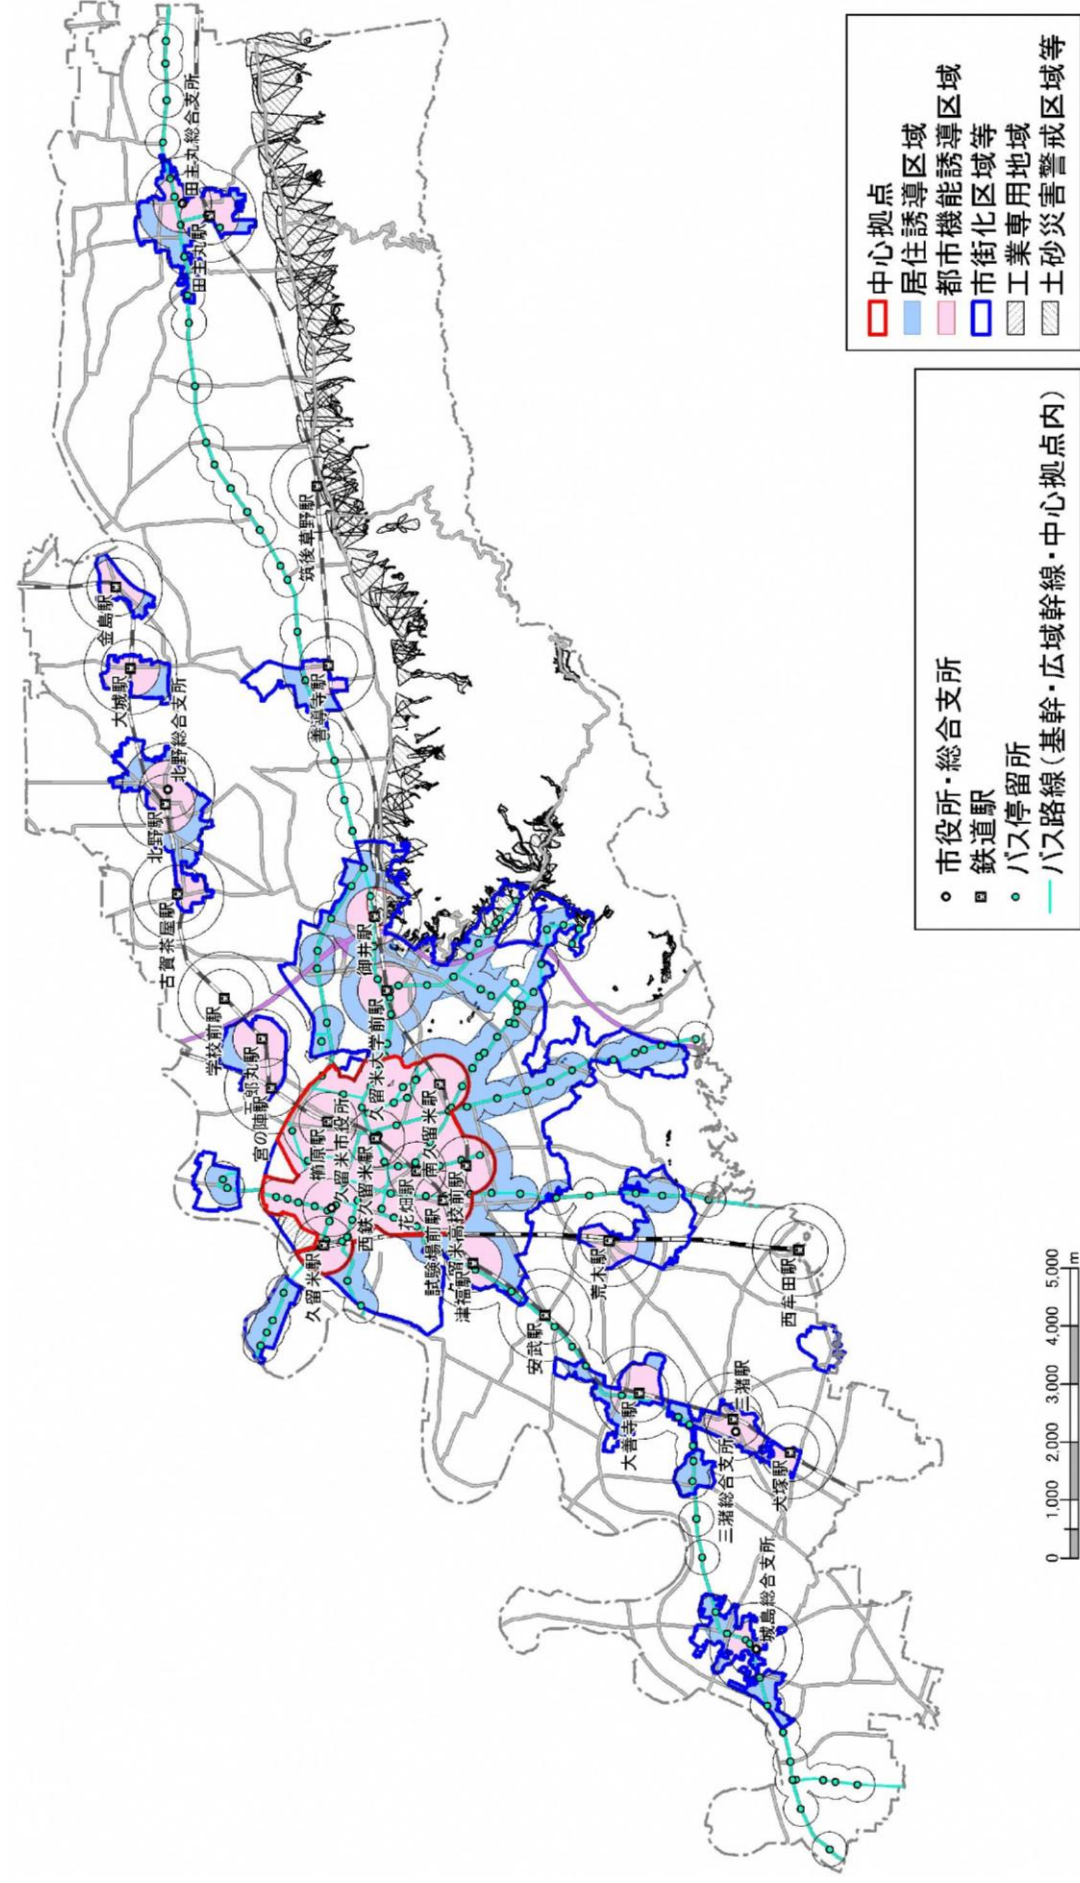 田主丸総合支所
田主丸駅
筑後草野駅
金島駅
大城駅
北野総合支所
北野駅
古賀茶屋駅
善導寺駅
学校前駅
五郎丸駅
宮の陣駅
御井駅
久留米大学前駅
櫛原駅
久留米市役所
西鉄久留米駅
南久留米駅
花畑駅
試験場前駅
久留米高校前駅
津福駅
久留米駅
安武駅
荒木駅
西牟田駅
大善寺駅
三潴駅
三潴総合支所
犬塚駅
城島総合支所
中心拠点
居住誘導区域
都市機能誘導区域
市街化区域等
工業専用地域
土砂災害警戒区域等
市役所・総合支所
鉄道駅
バス停留所
バス路線(基幹・広域幹線・中心拠点内)
0 1,000 2,000 3,000 4,000 5,000
m